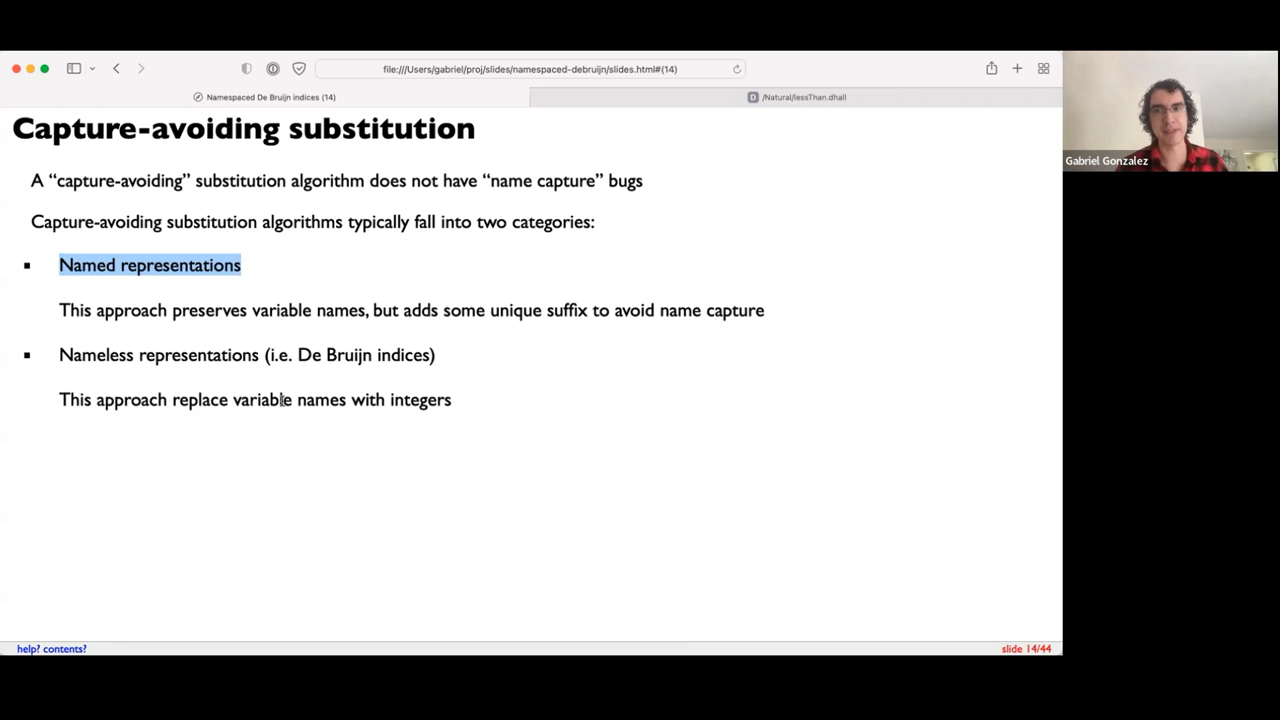 file:///Users/gabriel/proj/slides/namespaced-debruijn/slides.html#(14)
Namespaced De Bruijn indices (14)
/Natural/lessThan.dhall
Capture-avoiding substitution
A “capture-avoiding” substitution algorithm does not have “name capture” bugs
Capture-avoiding substitution algorithms typically fall into two categories:
Named representations
This approach preserves variable names, but adds some unique suffix to avoid name capture
Nameless representations (i.e. De Bruijn indices)
This approach replace variable names with integers
Gabriel Gonzalez
help? contents?
slide 14/44